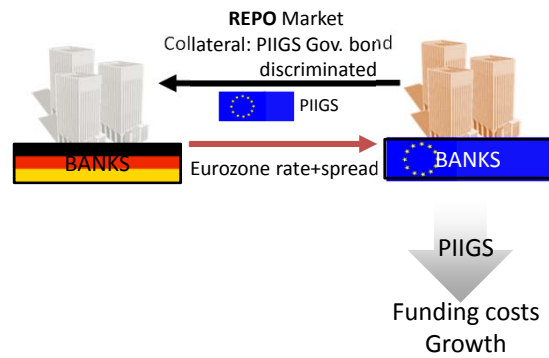 REPO Market
Collateral: PIIGS Gov. bond
discriminated
PIIGS
BANKS
Eurozone rate+spread
BANKS
PIIGS
Funding costs
Growth